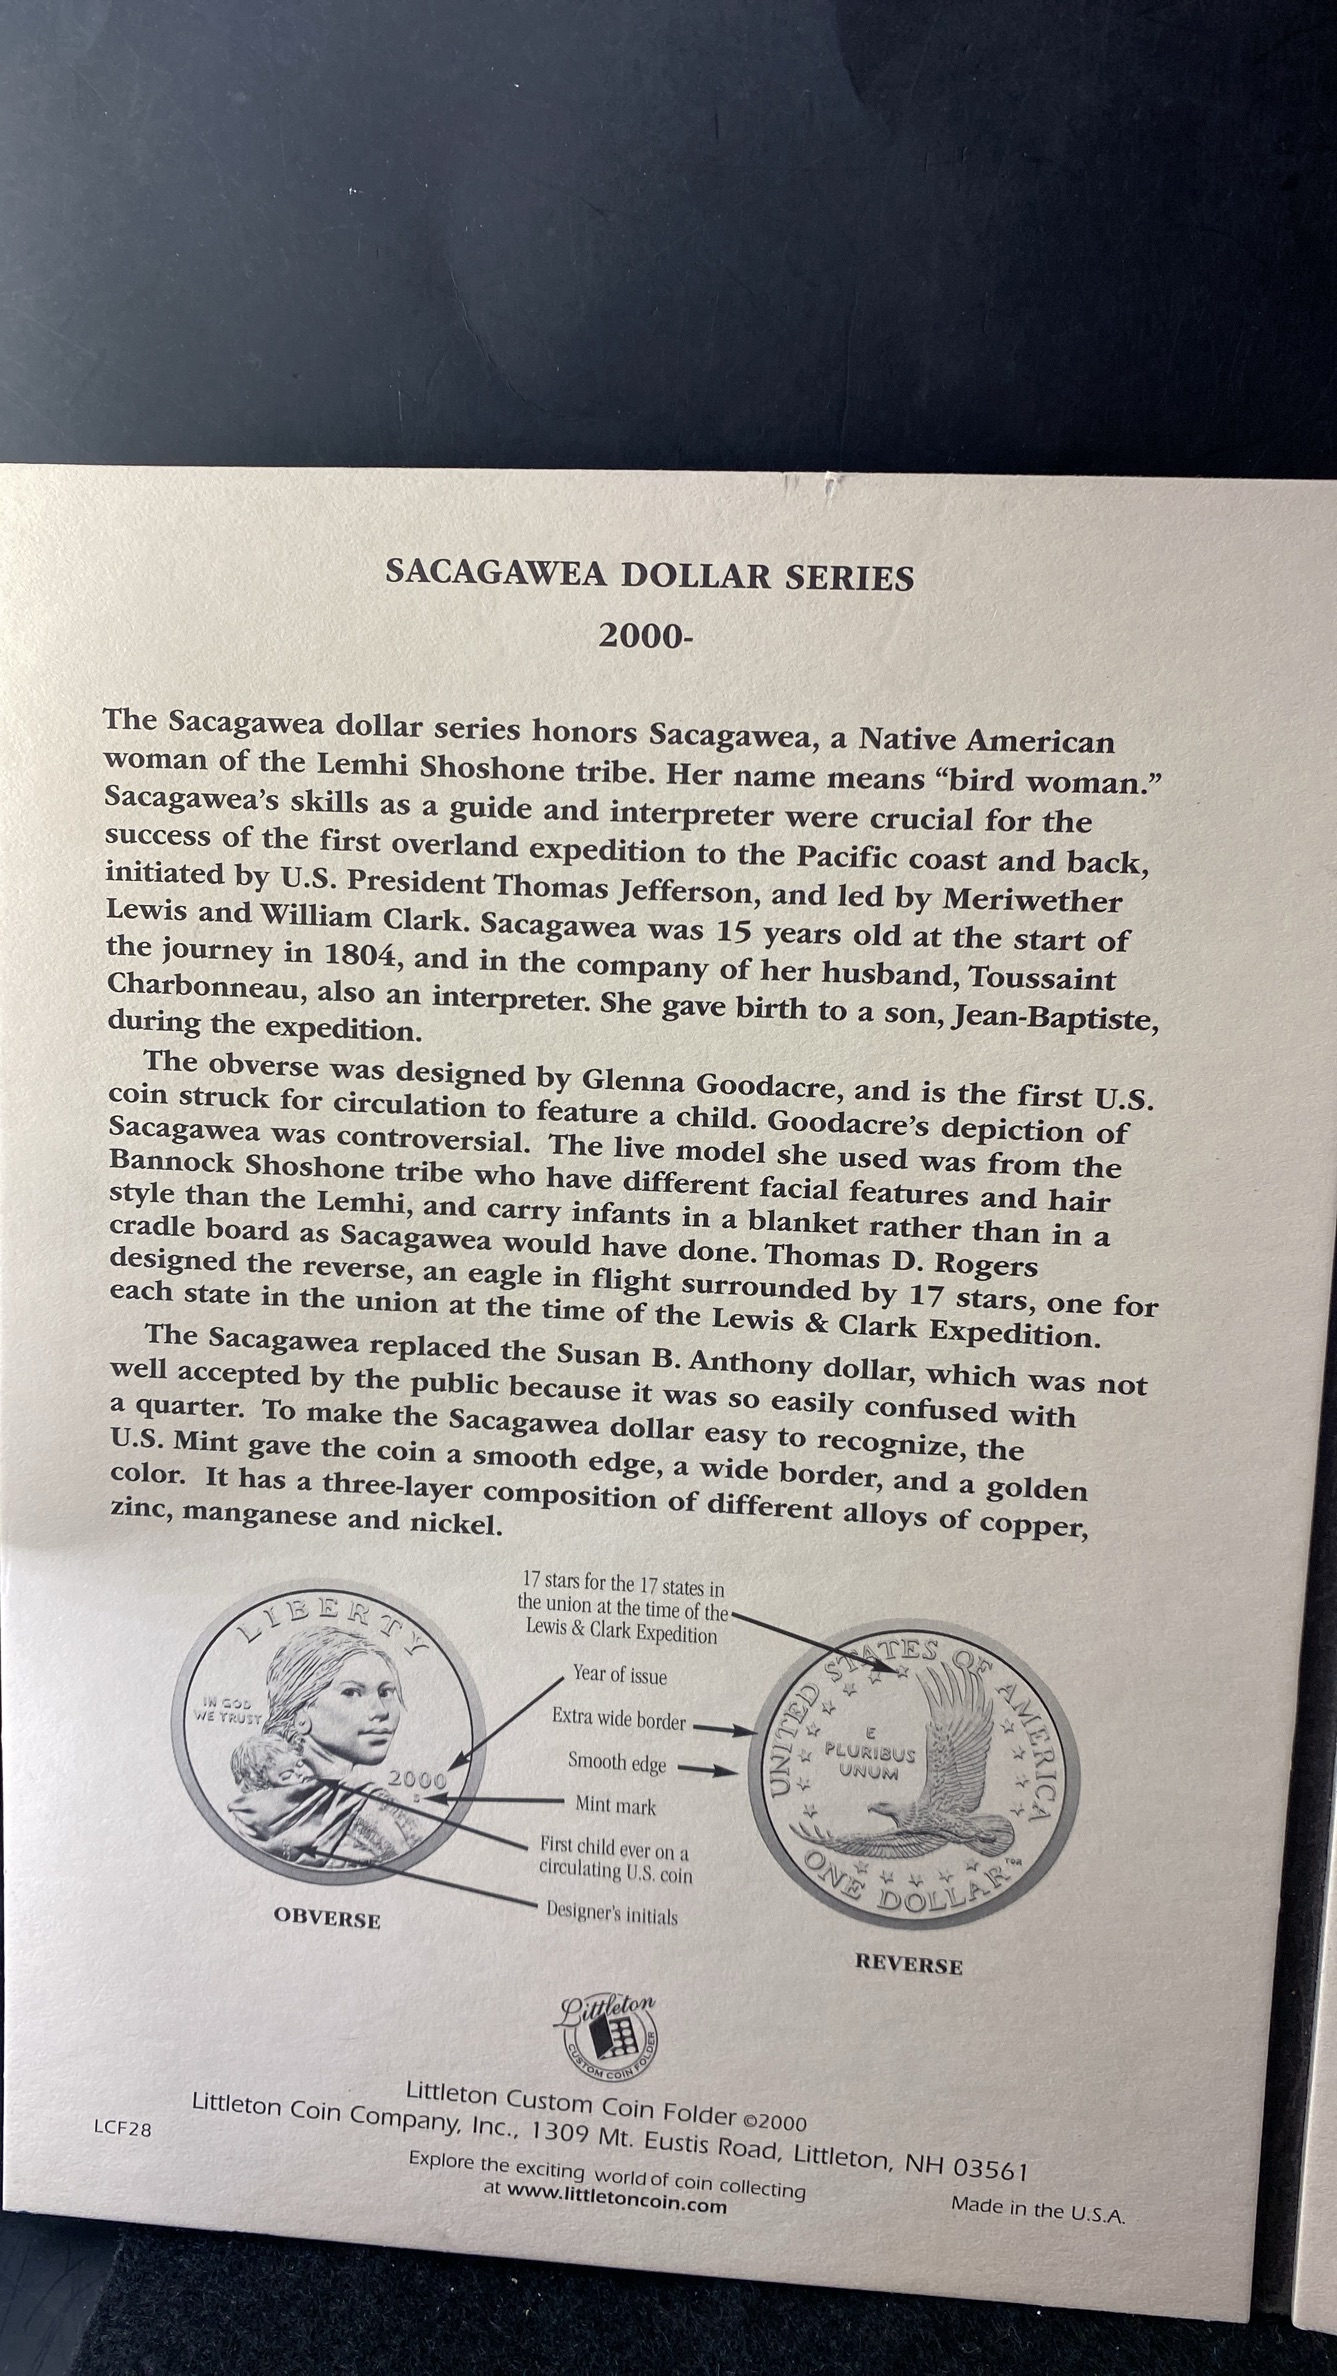 SACAGAWEA DOLLAR SERIES
2000-
The Sacagawea dollar series honors Sacagawea, a Native American
woman of the Lemhi Shoshone tribe. Her name means “bird woman.”
Sacagawea’s skills as a guide and interpreter were crucial for the
success of the first overland expedition to the Pacific coast and back,
initiated by U.S. President Thomas Jefferson, and led by Meriwether
Lewis and William Clark. Sacagawea was 15 years old at the start of
the journey in 1804, and in the company of her husband, Toussaint
Charbonneau, also an interpreter. She gave birth to a son, Jean-Baptiste,
during the expedition.
The obverse was designed by Glenna Goodacre, and is the first U.S.
coin struck for circulation to feature a child. Goodacre’s depiction of
Sacagawea was controversial. The live model she used was from the
Bannock Shoshone tribe who have different facial features and hair
style than the Lemhi, and carry infants in a blanket rather than in a
cradle board as Sacagawea would have done. Thomas D. Rogers
designed the reverse, an eagle in flight surrounded by 17 stars, one for
each state in the union at the time of the Lewis & Clark Expedition.
The Sacagawea replaced the Susan B. Anthony dollar, which was not
well accepted by the public because it was so easily confused with
a quarter. To make the Sacagawea dollar easy to recognize, the
U.S. Mint gave the coin a smooth edge, a wide border, and a golden
color. It has a three-layer composition of different alloys of copper,
zinc, manganese and nickel.
LIBERTY
IN GOD
WE TRUST
2000
S
OBVERSE
17 stars for the 17 states in
the union at the time of the
Lewis & Clark Expedition
Year of issue
Extra wide border
Smooth edge
Mint mark
First child ever on a
circulating U.S. coin
Designer’s initials
UNITED STATES OF AMERICA
E
PLURIBUS
UNUM
TDR
ONE DOLLAR
REVERSE
Littleton
CUSTOM COIN FOLDER
Littleton Custom Coin Folder ©2000
Littleton Coin Company, Inc., 1309 Mt. Eustis Road, Littleton, NH 03561
LCF28
Explore the exciting world of coin collecting
at www.littletoncoin.com
Made in the U.S.A.